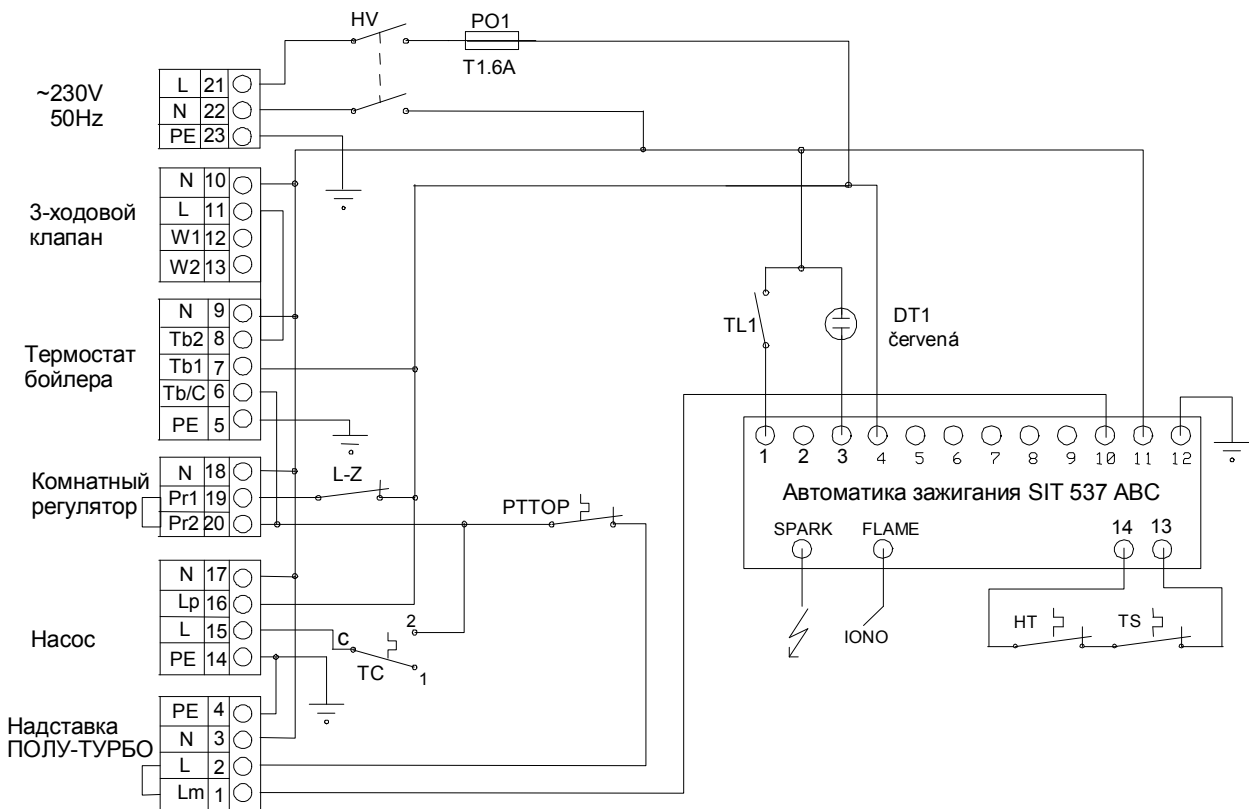 HV
PO1
T1.6A
~230V
50Hz
L 21
N 22
PE 23
3-ходовой
клапан
N 10
L 11
W1 12
W2 13
Термостат
бойлера
N 9
Tb2 8
Tb1 7
Tb/C 6
PE 5
TL1
DT1
červená
Комнатный
регулятор
N 18
Pr1 19
Pr2 20
L-Z
PTTOP
1 2 3 4 5 6 7 8 9 10 11 12
Автоматика зажигания SIT 537 ABC
SPARK
FLAME
14 13
IONO
HT
TS
Насос
N 17
Lp 16
L 15
PE 14
C
TC
2
1
Надставка
ПОЛУ-ТУРБО
PE 4
N 3
L 2
Lm 1